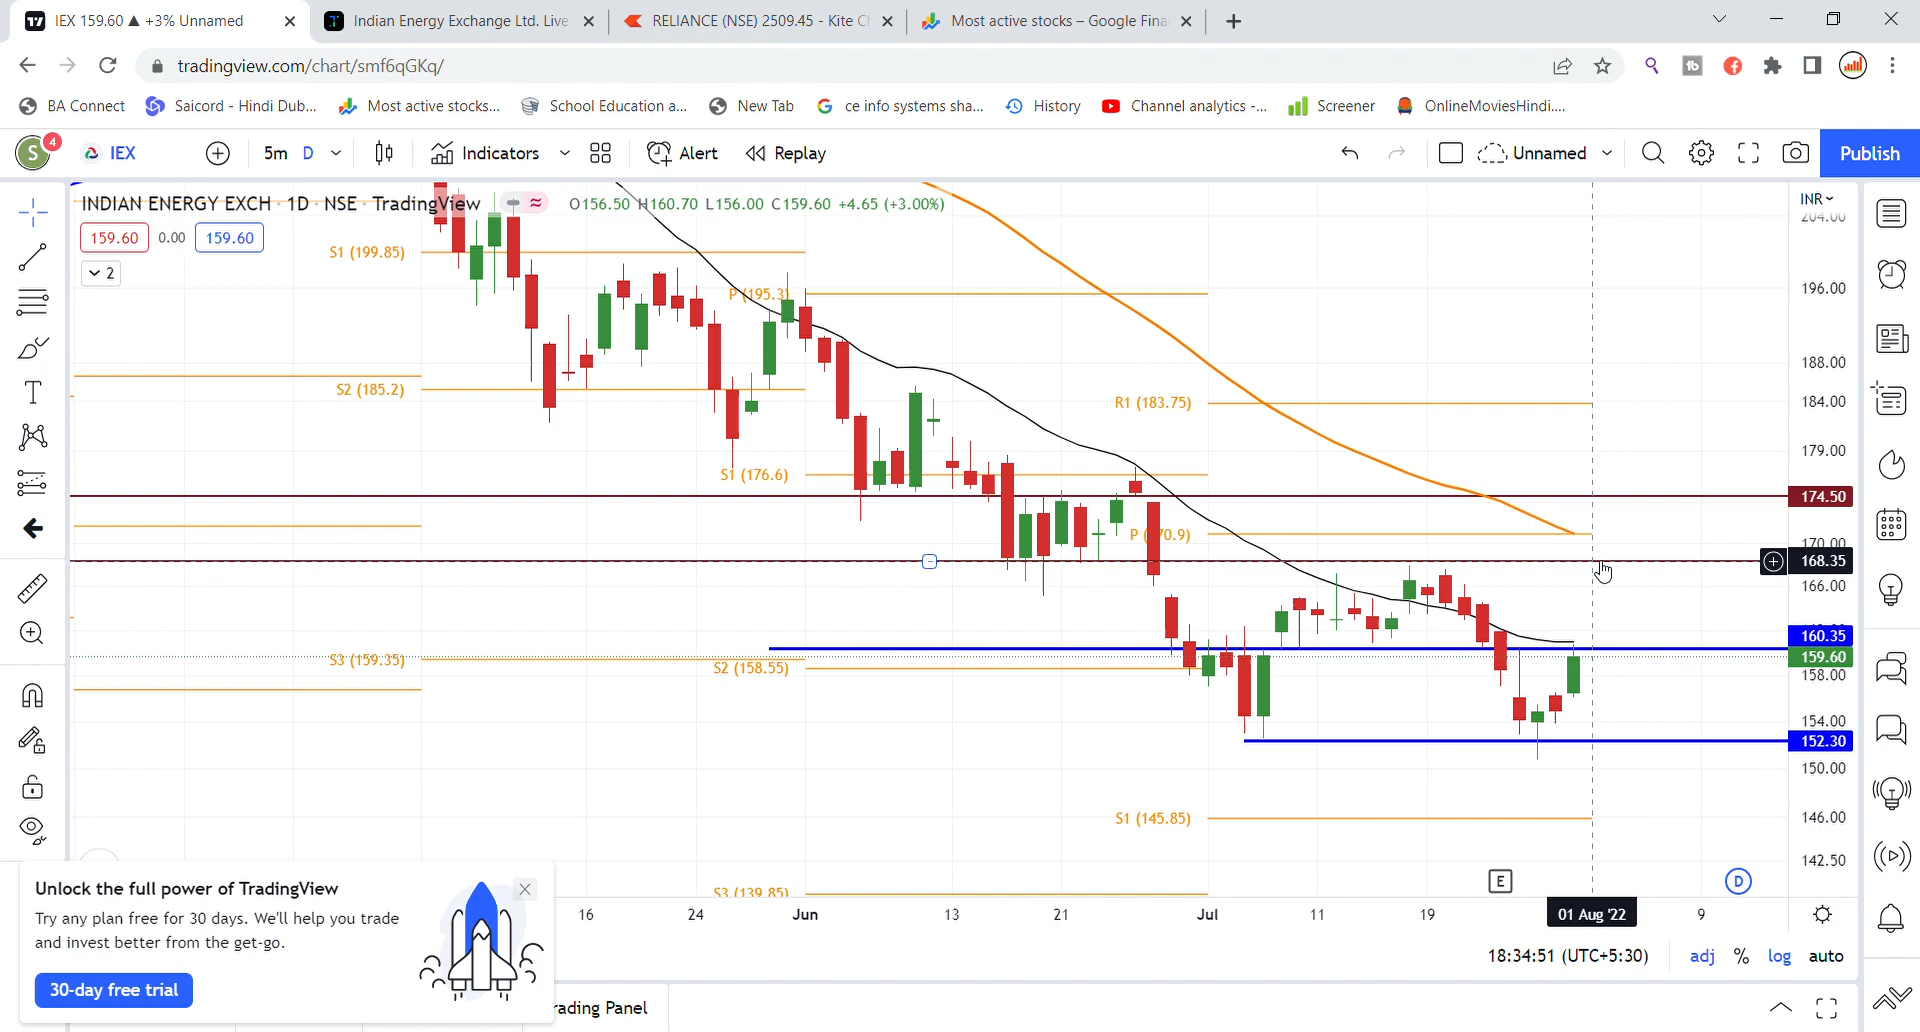 IEX 159.60 ▲ +3% Unnamed
Indian Energy Exchange Ltd. Live
RELIANCE (NSE) 2509.45 - Kite C
Most active stocks – Google Fina
tradingview.com/chart/smf6qGKq/
BA Connect
Saicord - Hindi Dub...
Most active stocks...
School Education a...
New Tab
ce info systems sha...
History
Channel analytics -...
Screener
OnlineMoviesHindi....
S 4
IEX
5m D
Indicators
Alert
Replay
Unnamed
Publish
INDIAN ENERGY EXCH · 1D · NSE · TradingView
O156.50 H160.70 L156.00 C159.60 +4.65 (+3.00%)
INR
159.60 0.00 159.60
2
S1 (199.85)
P (195.3)
S2 (185.2)
R1 (183.75)
S1 (176.6)
S3 (159.35)
S2 (158.55)
S1 (145.85)
S3 (139.85)
204.00
196.00
188.00
184.00
179.00
174.50
170.00
168.35
166.00
160.35
159.60
158.00
154.00
152.30
150.00
146.00
142.50
E
D
16 24 Jun 13 21 Jul 11 19 01 Aug '22 9
18:34:51 (UTC+5:30) adj % log auto
Unlock the full power of TradingView
Try any plan free for 30 days. We'll help you trade
and invest better from the get-go.
30-day free trial
rading Panel